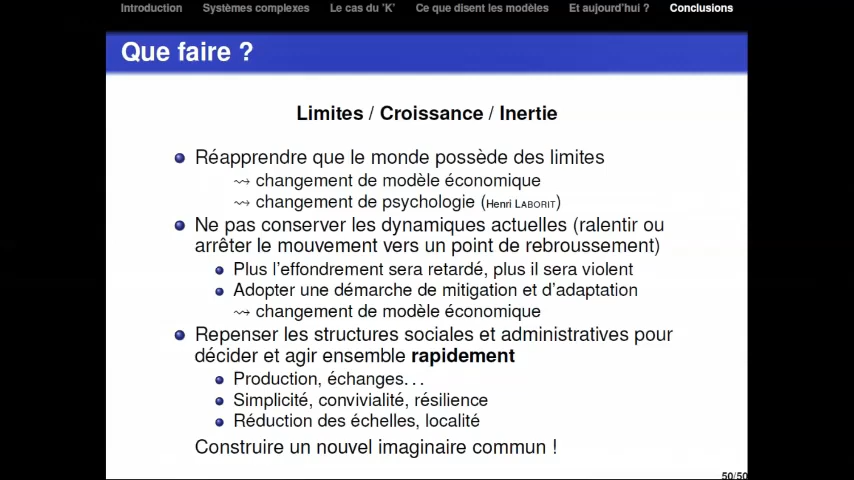 Introduction Systèmes complexes Le cas du 'K' Ce que disent les modèles Et aujourd'hui ? Conclusions
Que faire ?
Limites / Croissance / Inertie
Réapprendre que le monde possède des limites
⇝ changement de modèle économique
⇝ changement de psychologie (Henri LABORIT)
Ne pas conserver les dynamiques actuelles (ralentir ou
arrêter le mouvement vers un point de rebroussement)
Plus l'effondrement sera retardé, plus il sera violent
Adopter une démarche de mitigation et d'adaptation
⇝ changement de modèle économique
Repenser les structures sociales et administratives pour
décider et agir ensemble rapidement
Production, échanges...
Simplicité, convivialité, résilience
Réduction des échelles, localité
Construire un nouvel imaginaire commun !
50/50